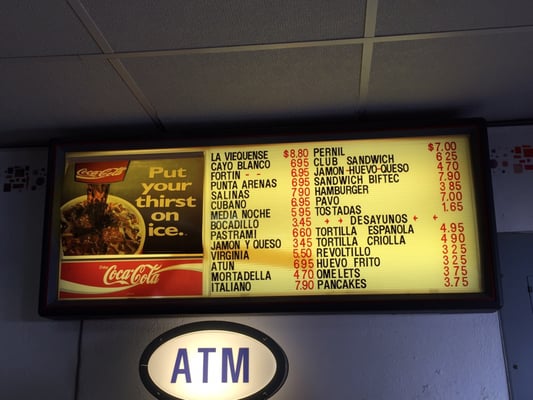 Coca-Cola
Put
your
thirst
on
ice.
Coca-Cola
LA VIEQUENSE $8.80
CAYO BLANCO 695
FORTIN 6.95
PUNTA ARENAS 6.95
SALINAS 7.90
CUBANO 6.95
MEDIA NOCHE 5.95
BOCADILLO 3.45
PASTRAMI 6.60
JAMON Y QUESO 3.45
VIRGINIA 5.50
ATUN 6.95
MORTADELLA 4.70
ITALIANO 7.90
PERNIL $7.00
CLUB SANDWICH 6.25
JAMON-HUEVO-QUESO 4.70
SANDWICH BIFTEC 7.90
HAMBURGER 3.85
PAVO 7.00
TOSTADAS 1.65
+ + DESAYUNOS + +
TORTILLA ESPANOLA 4.95
TORTILLA CRIOLLA 4.90
REVOLTILLO 3.25
HUEVO FRITO 3.25
OMELETS 3.75
PANCAKES 3.75
ATM